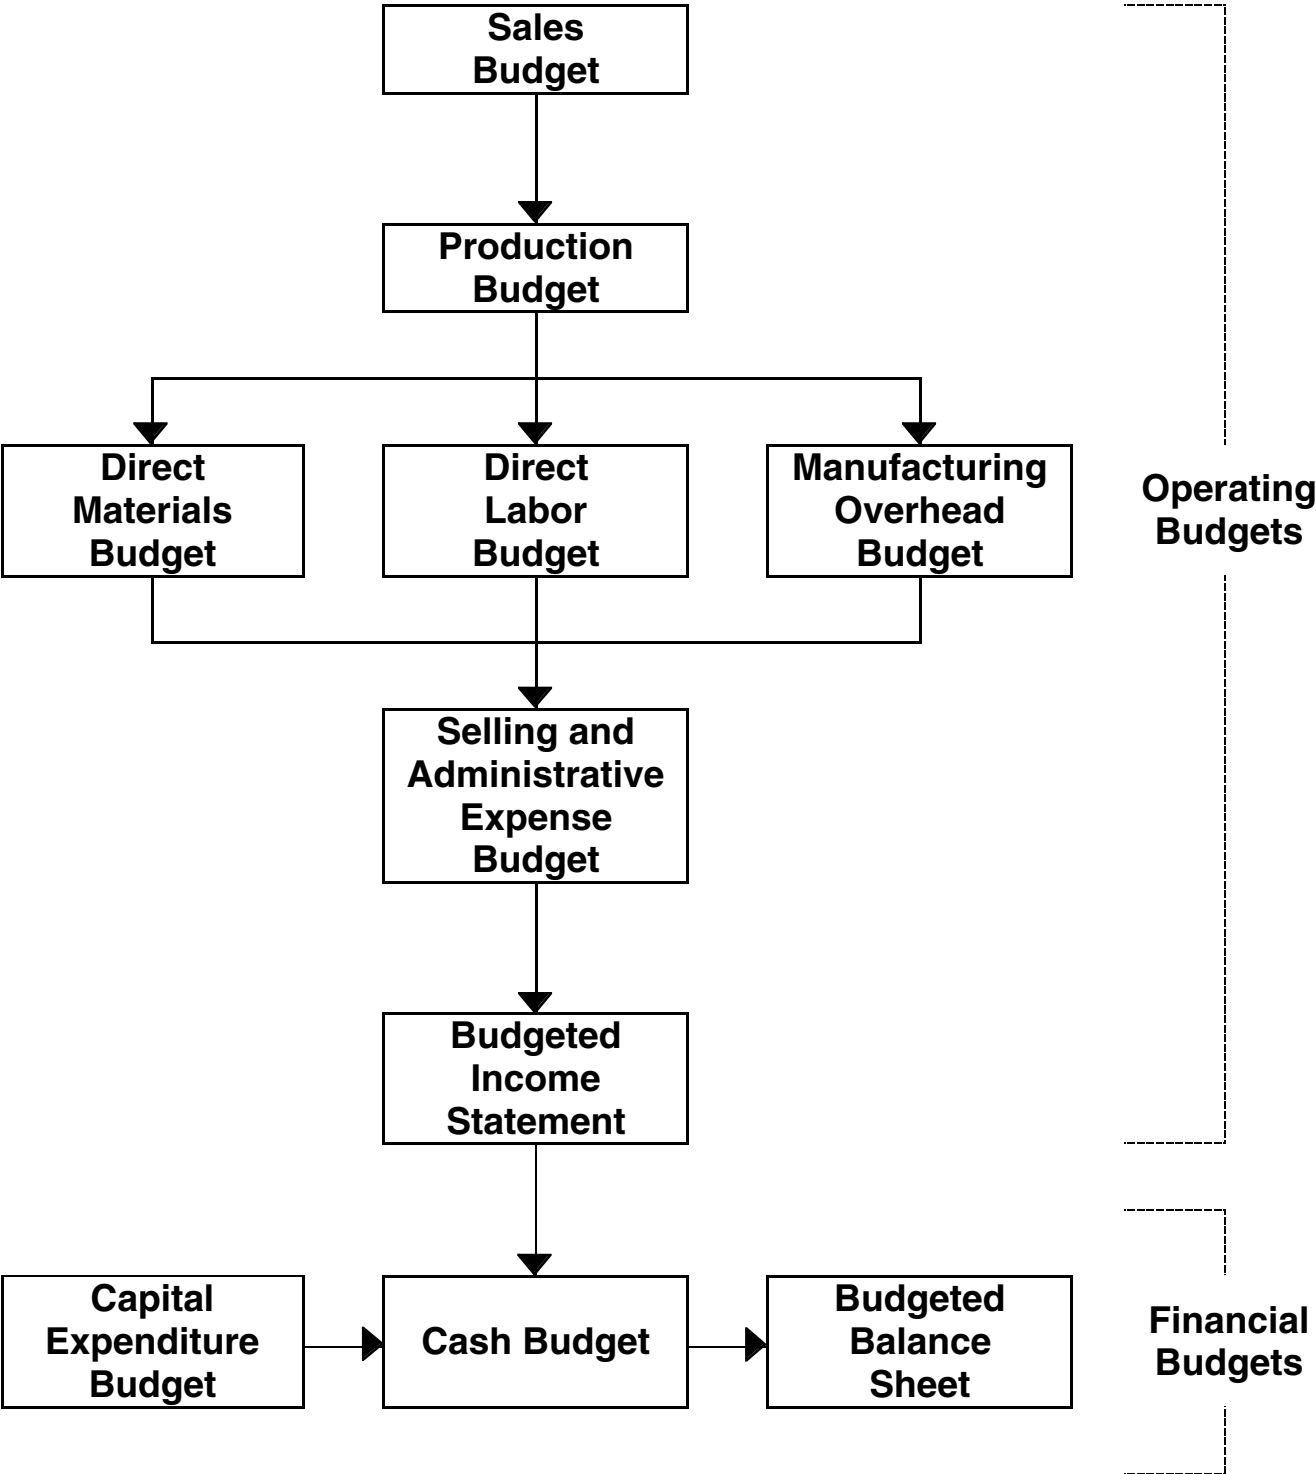 Sales
Budget
Production
Budget
Direct
Materials
Budget
Direct
Labor
Budget
Manufacturing
Overhead
Budget
Operating
Budgets
Selling and
Administrative
Expense
Budget
Budgeted
Income
Statement
Capital
Expenditure
Budget
Cash Budget
Budgeted
Balance
Sheet
Financial
Budgets